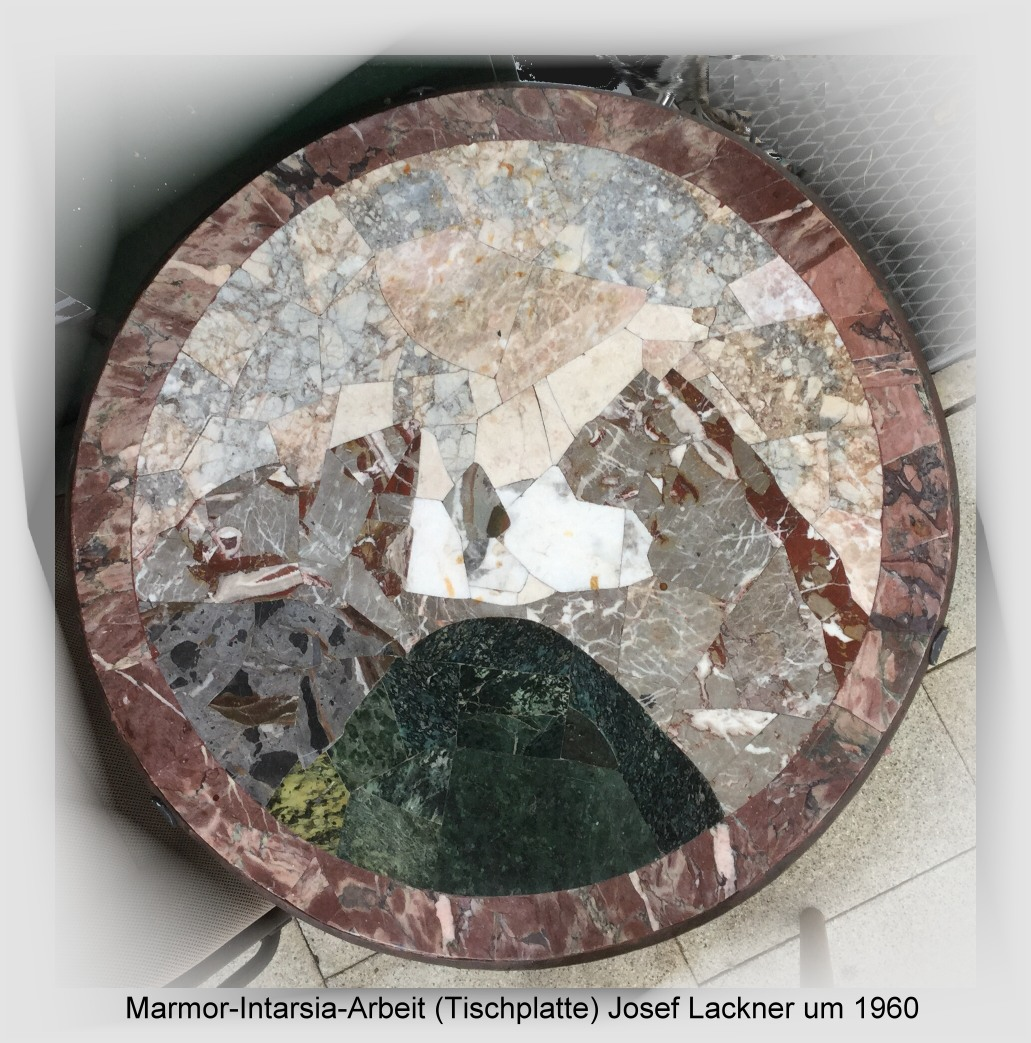 Marmor-Intarsia-Arbeit (Tischplatte) Josef Lackner um 1960